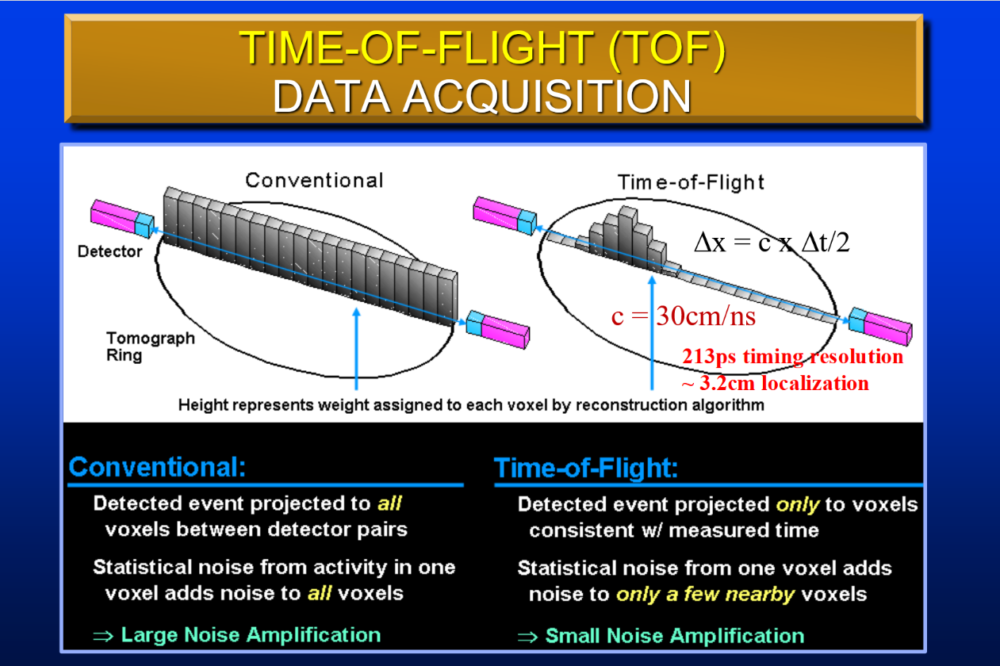 TIME-OF-FLIGHT (TOF)
DATA ACQUISITION
Conventional
Detector
Tomograph
Ring
Time-of-Flight
Δx = c x Δt/2
c = 30cm/ns
213ps timing resolution
~ 3.2cm localization
Height represents weight assigned to each voxel by reconstruction algorithm
Conventional:
Detected event projected to all
voxels between detector pairs
Statistical noise from activity in one
voxel adds noise to all voxels
⇒ Large Noise Amplification
Time-of-Flight:
Detected event projected only to voxels
consistent w/ measured time
Statistical noise from one voxel adds
noise to only a few nearby voxels
⇒ Small Noise Amplification